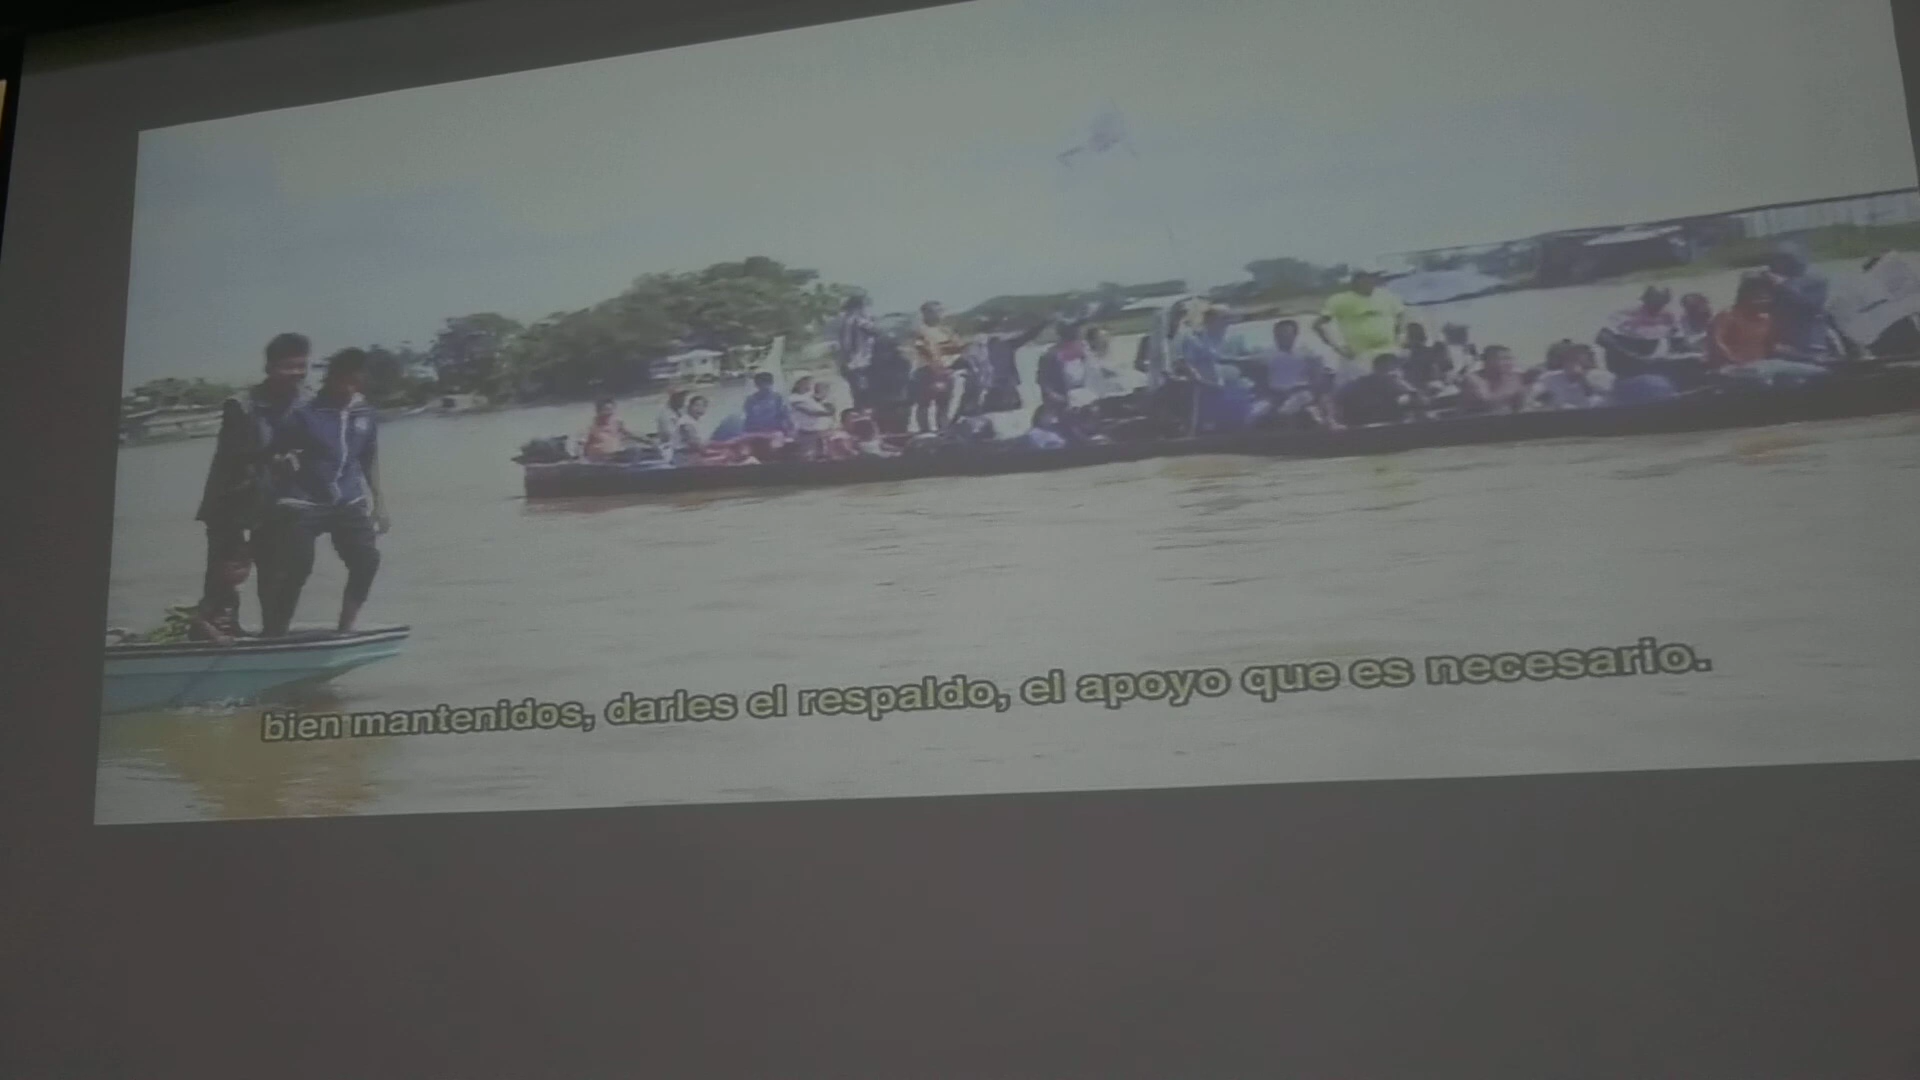 bien mantenidos, darles el respaldo, el apoyo que es necesario.